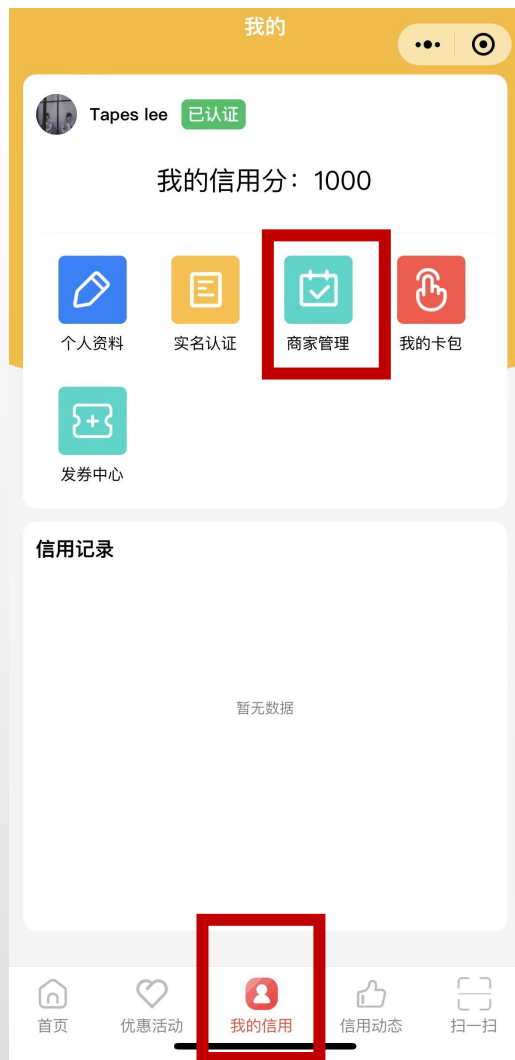 我的
Tapes lee 已认证
我的信用分：1000
个人资料 实名认证 商家管理 我的卡包
发券中心
信用记录
暂无数据
首页 优惠活动 我的信用 信用动态 扫一扫